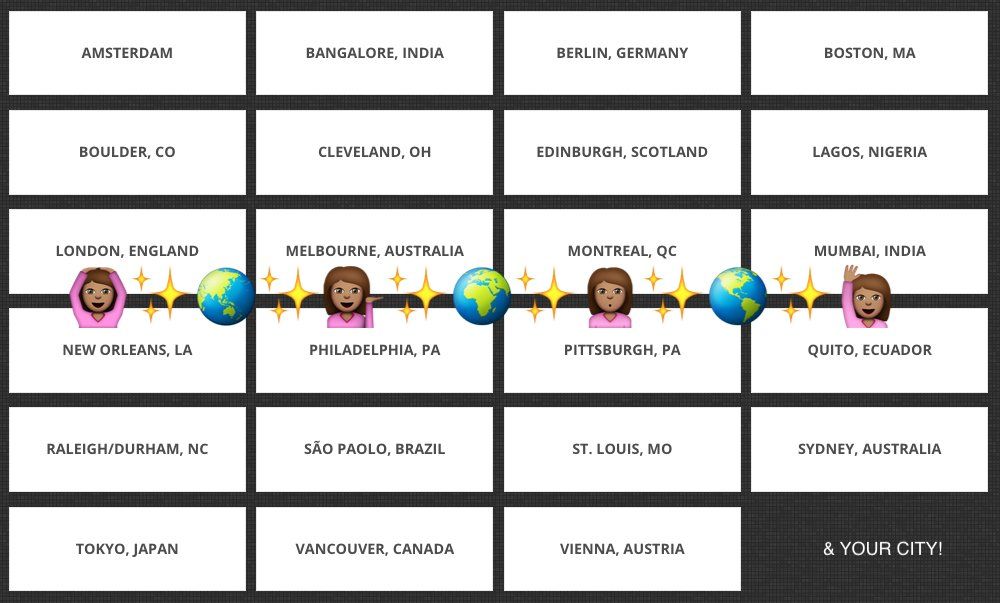 AMSTERDAM
BANGALORE, INDIA
BERLIN, GERMANY
BOSTON, MA
BOULDER, CO
CLEVELAND, OH
EDINBURGH, SCOTLAND
LAGOS, NIGERIA
LONDON, ENGLAND
MELBOURNE, AUSTRALIA
MONTREAL, QC
MUMBAI, INDIA
NEW ORLEANS, LA
PHILADELPHIA, PA
PITTSBURGH, PA
QUITO, ECUADOR
RALEIGH/DURHAM, NC
SÃO PAOLO, BRAZIL
ST. LOUIS, MO
SYDNEY, AUSTRALIA
TOKYO, JAPAN
VANCOUVER, CANADA
VIENNA, AUSTRIA
& YOUR CITY!